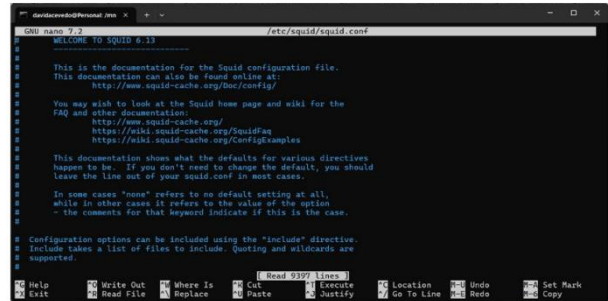 davidacevedo@Personal: /mn
GNU nano 7.2 /etc/squid/squid.conf
# WELCOME TO SQUID 6.13
# ----------------------------
#
# This is the documentation for the Squid configuration file.
# This documentation can also be found online at:
# http://www.squid-cache.org/Doc/config/
#
# You may wish to look at the Squid home page and wiki for the
# FAQ and other documentation:
# http://www.squid-cache.org/
# https://wiki.squid-cache.org/SquidFaq
# https://wiki.squid-cache.org/ConfigExamples
#
# This documentation shows what the defaults for various directives
# happen to be. If you don't need to change the default, you should
# leave the line out of your squid.conf in most cases.
#
# In some cases "none" refers to no default setting at all,
# while in other cases it refers to the value of the option
# - the comments for that keyword indicate if this is the case.
#
# Configuration options can be included using the "include" directive.
# Include takes a list of files to include. Quoting and wildcards are
# supported.
[ Read 9397 lines ]
^G Help ^O Write Out ^W Where Is ^K Cut ^T Execute ^C Location M-U Undo M-A Set Mark
^X Exit ^R Read File ^\ Replace ^U Paste ^J Justify ^/ Go To Line M-E Redo M-6 Copy